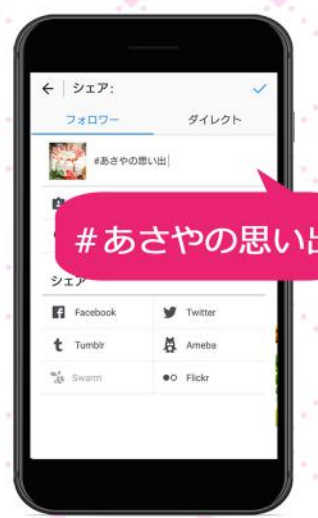 シェア:
フォロワー ダイレクト
#あさやの思い出
#あさやの思い出
シェア
Facebook Twitter
Tumblr Ameba
Swarm Flickr